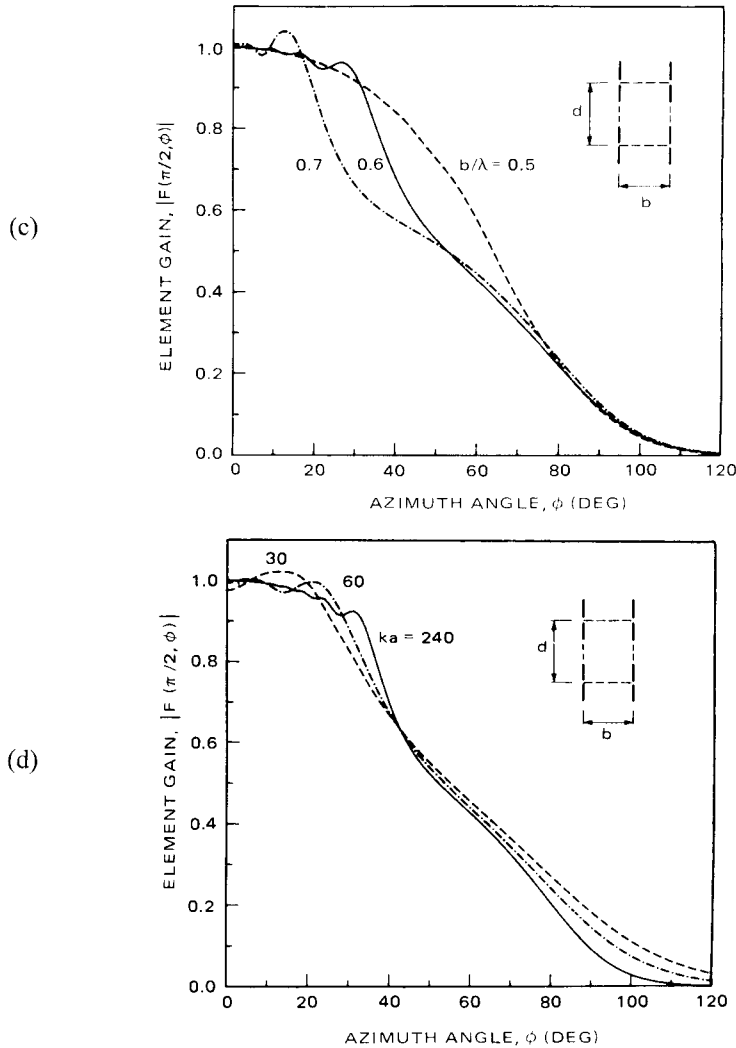 (c)
ELEMENT GAIN, |F(π/2,ϕ)|
1.0
0.8
0.6
0.4
0.2
0.0
0.7
0.6
b/λ = 0.5
d
b
0
20
40
60
80
100
120
AZIMUTH ANGLE, ϕ (DEG)
(d)
ELEMENT GAIN, |F (π/2, ϕ)|
1.0
0.8
0.6
0.4
0.2
0.0
30
60
ka = 240
d
b
0
20
40
60
80
100
120
AZIMUTH ANGLE, ϕ (DEG)